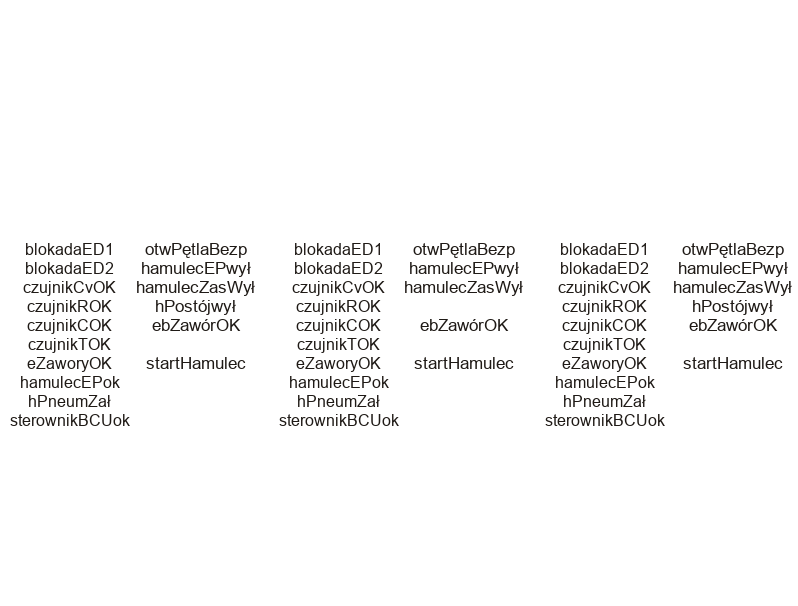 blokadaED1 otwPętlaBezp blokadaED1 otwPętlaBezp blokadaED1 otwPętlaBezp
blokadaED2 hamulecEPwył blokadaED2 hamulecEPwył blokadaED2 hamulecEPwył
czujnikCvOK hamulecZasWył czujnikCvOK hamulecZasWył czujnikCvOK hamulecZasWył
czujnikROK hPostójwył czujnikROK czujnikROK hPostójwył
czujnikCOK ebZawórOK czujnikCOK ebZawórOK czujnikCOK ebZawórOK
czujnikTOK czujnikTOK czujnikTOK
eZaworyOK startHamulec eZaworyOK startHamulec eZaworyOK startHamulec
hamulecEPok hamulecEPok hamulecEPok
hPneumZał hPneumZał hPneumZał
sterownikBCUok sterownikBCUok sterownikBCUok